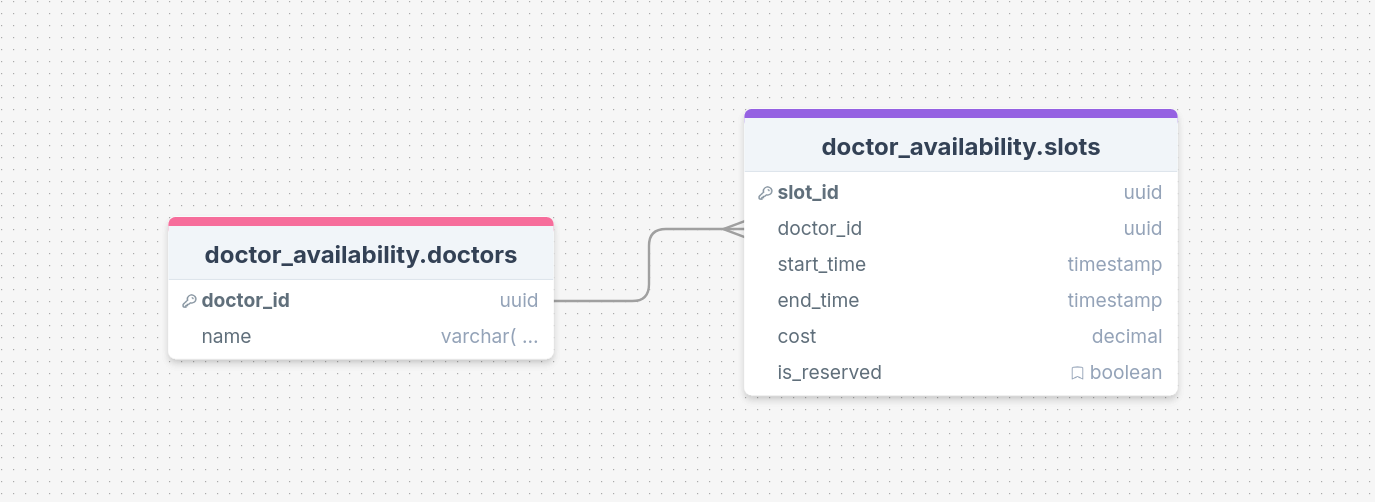 doctor_availability.doctors
doctor_id uuid
name varchar( ...
doctor_availability.slots
slot_id uuid
doctor_id uuid
start_time timestamp
end_time timestamp
cost decimal
is_reserved boolean